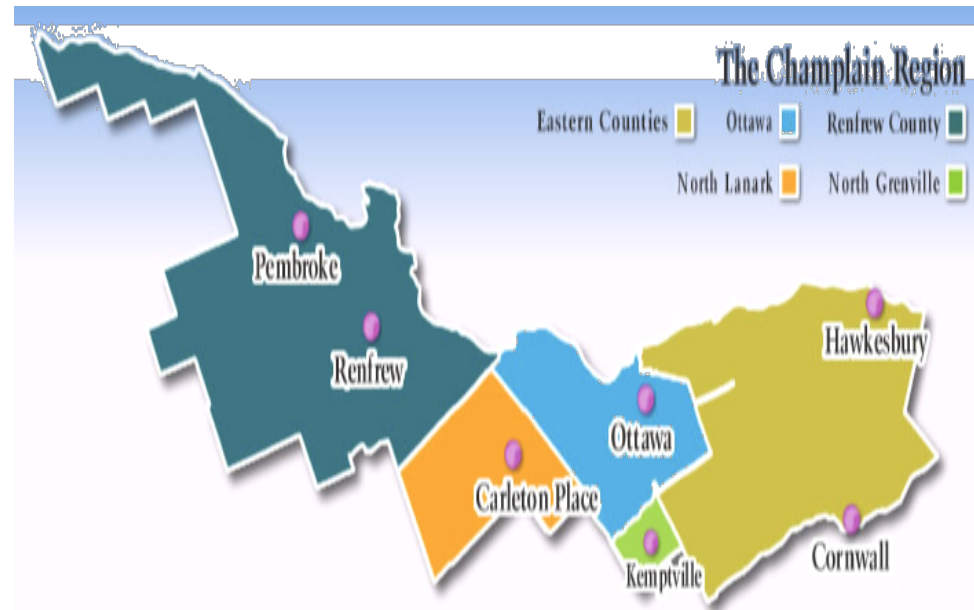 The Champlain Region
Eastern Counties Ottawa Renfrew County
North Lanark North Grenville
Pembroke
Renfrew
Hawkesbury
Ottawa
Carleton Place
Cornwall
Kemptville